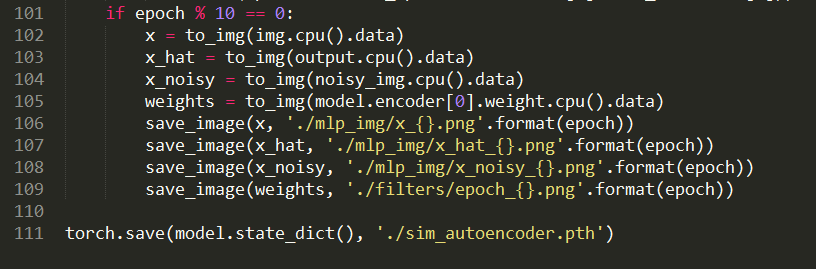 101 if epoch % 10 == 0:
102 x = to_img(img.cpu().data)
103 x_hat = to_img(output.cpu().data)
104 x_noisy = to_img(noisy_img.cpu().data)
105 weights = to_img(model.encoder[0].weight.cpu().data)
106 save_image(x, './mlp_img/x_{}.png'.format(epoch))
107 save_image(x_hat, './mlp_img/x_hat_{}.png'.format(epoch))
108 save_image(x_noisy, './mlp_img/x_noisy_{}.png'.format(epoch))
109 save_image(weights, './filters/epoch_{}.png'.format(epoch))
110
111 torch.save(model.state_dict(), './sim_autoencoder.pth')